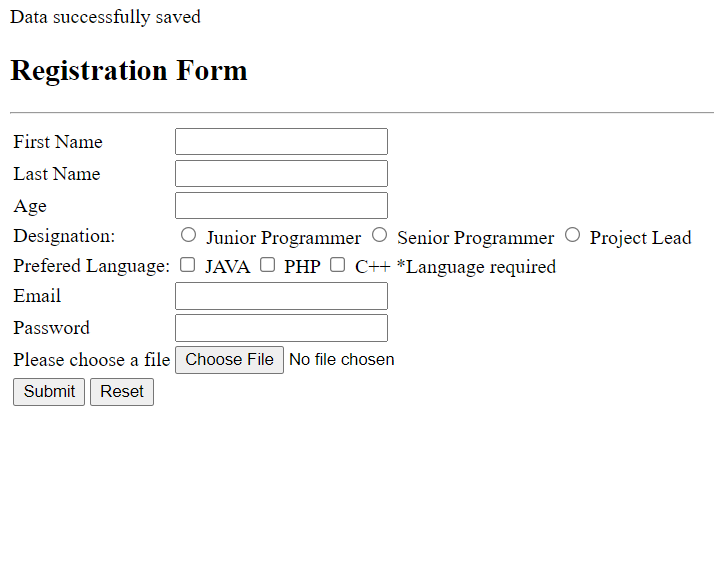 Data successfully saved
Registration Form
First Name
Last Name
Age
Designation: Junior Programmer Senior Programmer Project Lead
Prefered Language: JAVA PHP C++ *Language required
Email
Password
Please choose a file Choose File No file chosen
Submit Reset